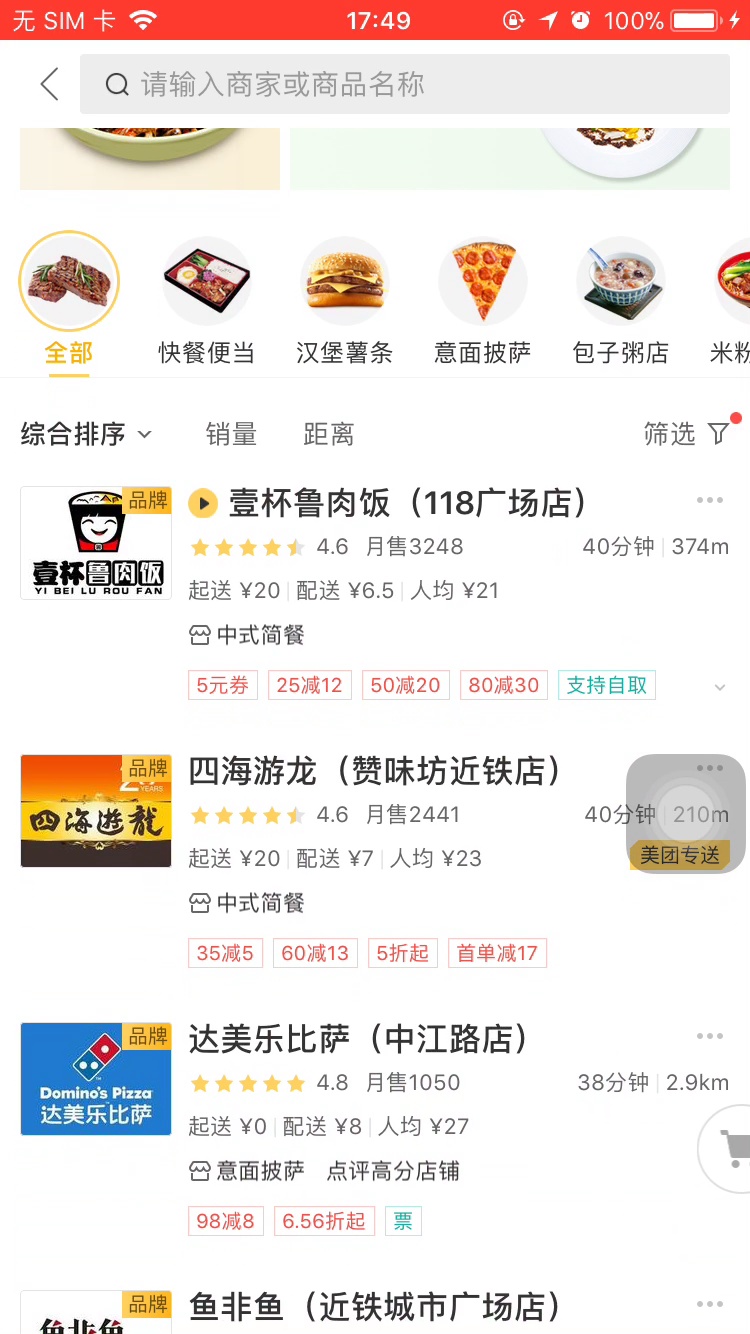 无 SIM 卡 17:49 100%
请输入商家或商品名称
全部 快餐便当 汉堡薯条 意面披萨 包子粥店 米粉
综合排序 销量 距离 筛选
品牌
壹杯鲁肉饭
YI BEI LU ROU FAN
壹杯鲁肉饭（118广场店）
4.6 月售3248 40分钟 374m
起送 ¥20 配送 ¥6.5 人均 ¥21
中式简餐
5元券 25减12 50减20 80减30 支持自取
品牌
YEARS
四海遊龍
四海游龙（赞味坊近铁店）
4.6 月售2441 40分钟 210m
起送 ¥20 配送 ¥7 人均 ¥23 美团专送
中式简餐
35减5 60减13 5折起 首单减17
品牌
Domino's Pizza
达美乐比萨
达美乐比萨（中江路店）
4.8 月售1050 38分钟 2.9km
起送 ¥0 配送 ¥8 人均 ¥27
意面披萨 点评高分店铺
98减8 6.56折起 票
品牌
鱼非鱼
鱼非鱼（近铁城市广场店）